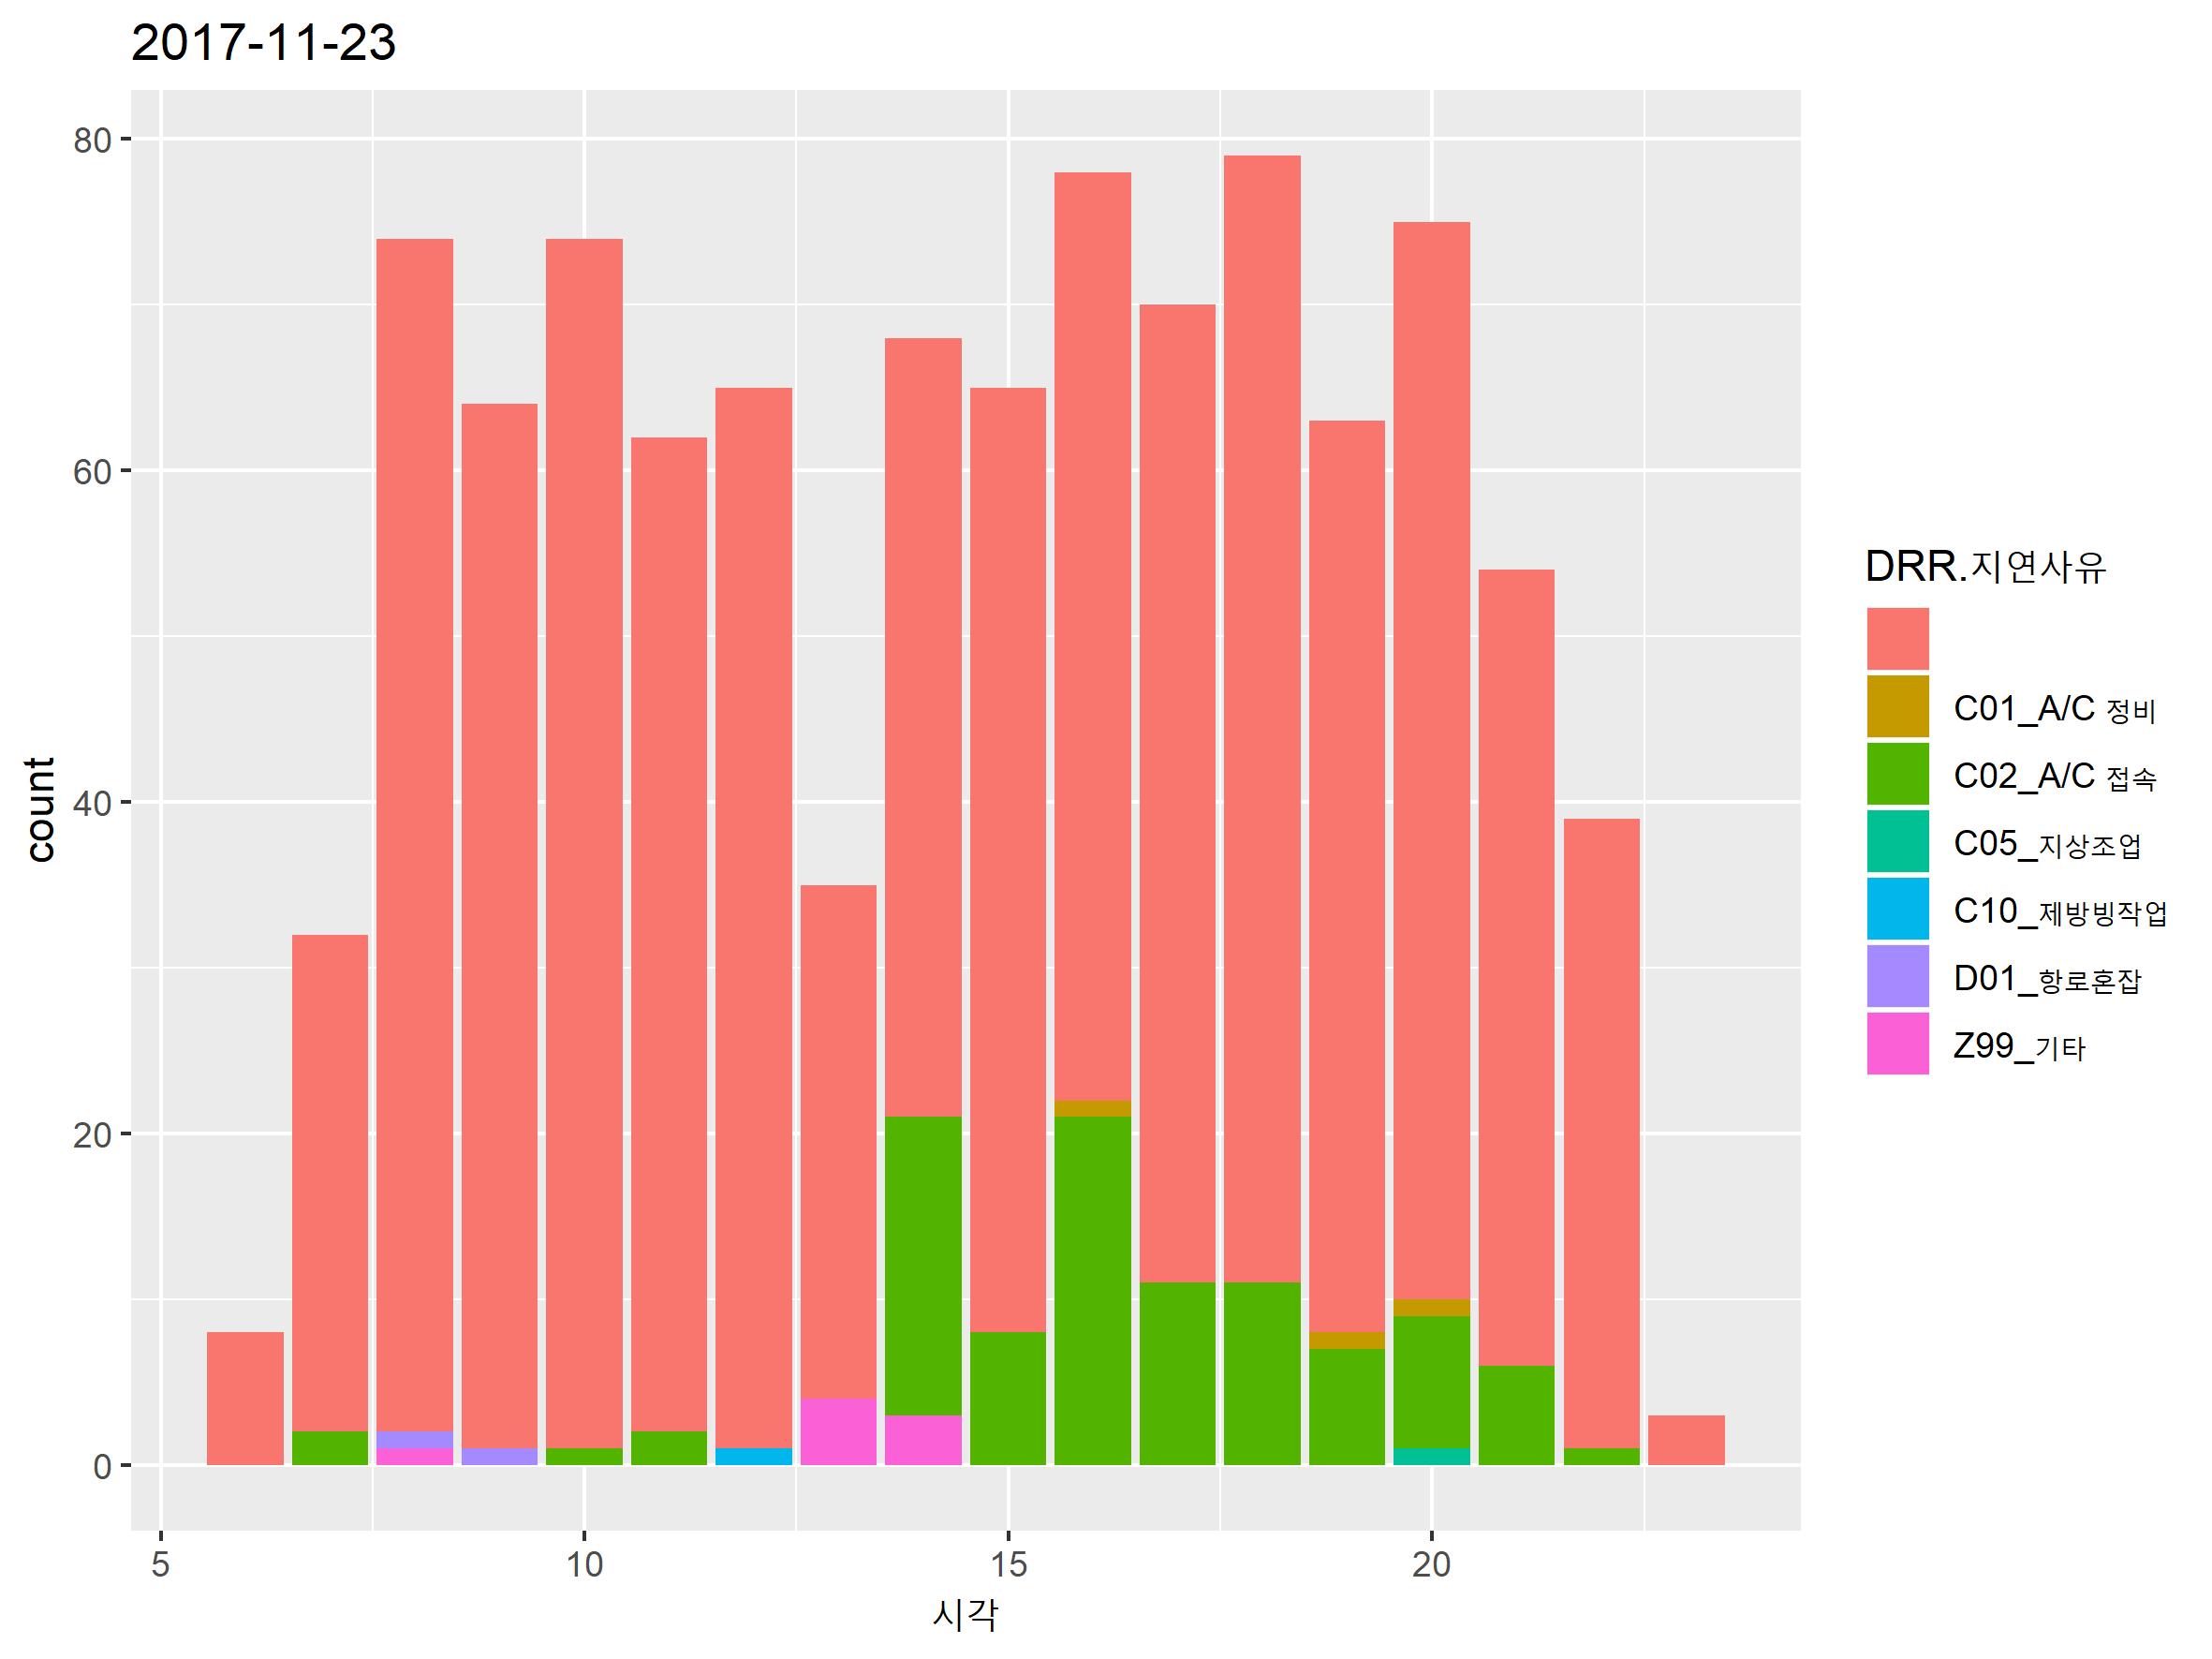 2017-11-23
80
60
40
20
0
count
5 10 15 20
시각
DRR.지연사유
C01_A/C 정비
C02_A/C 접속
C05_지상조업
C10_제방빙작업
D01_항로혼잡
Z99_기타